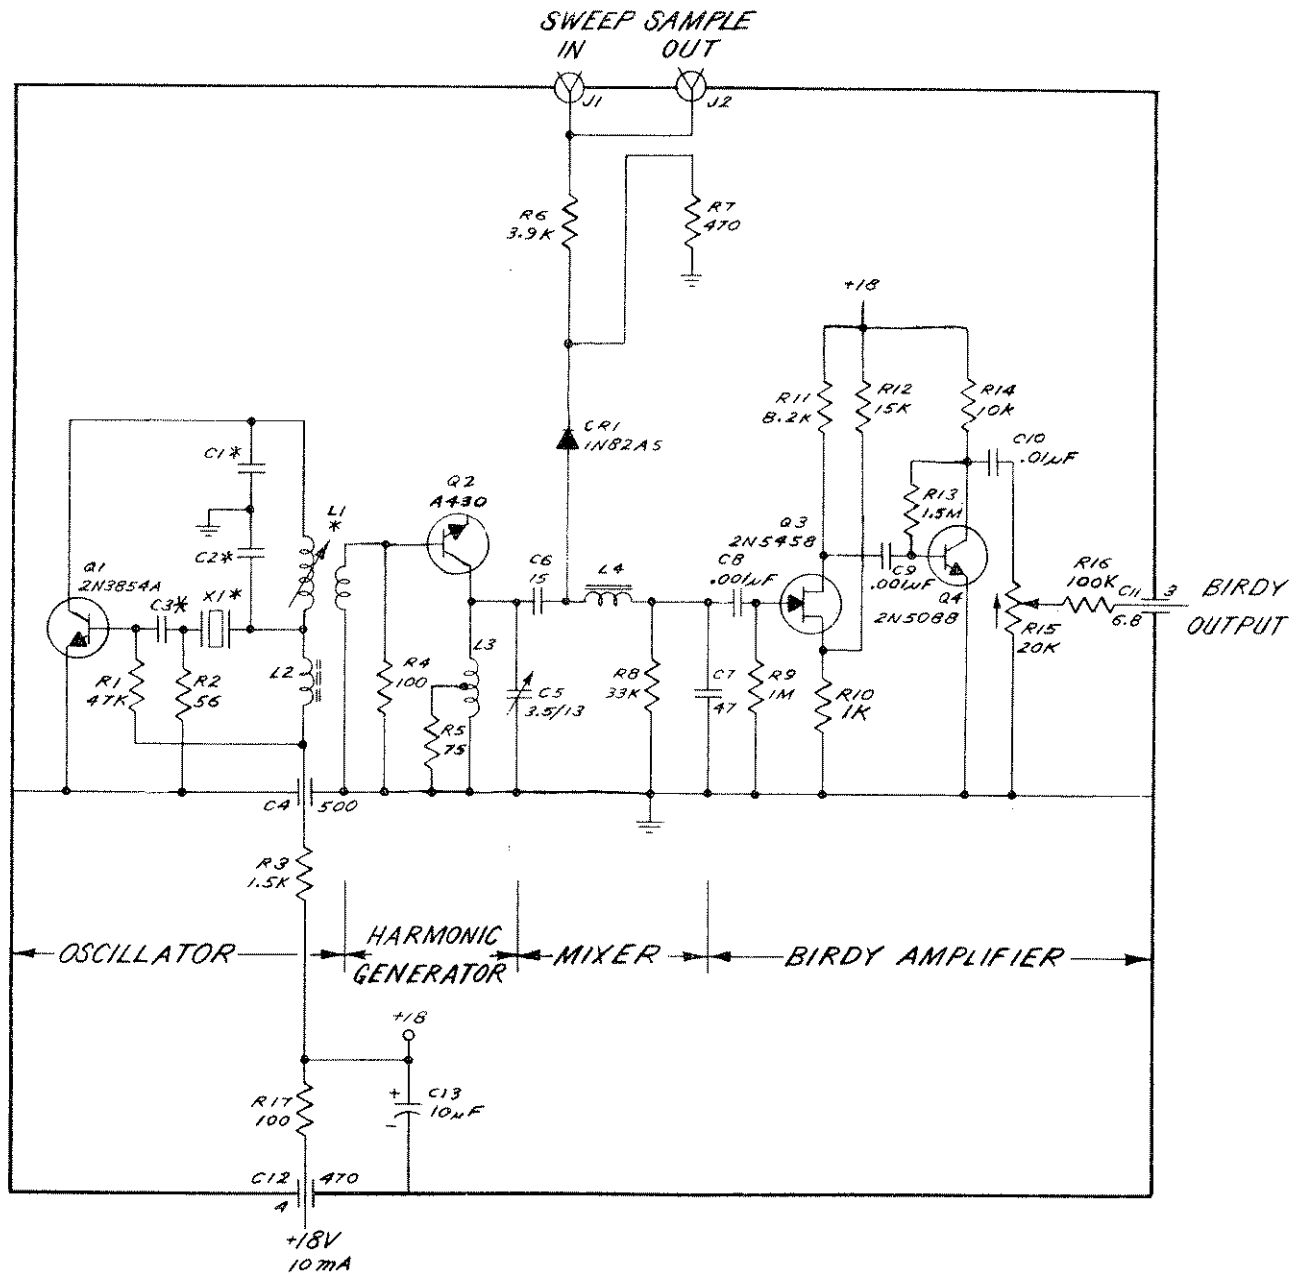 SWEEP SAMPLE
IN OUT
J1 J2
R6
3.9K
R7
470
+18
R11
8.2K
R12
15K
R14
10K
CR1
1N82AS
C10
.01µF
C1*
Q2
A430
R13
1.5M
L1
*
Q3
2N5458
C2*
Q1
2N3854A
C3*
X1*
C6
15
L4
C8
.001µF
C9
.001µF
Q4
2N5088
R16
100K
C11
3
6.8
BIRDY
OUTPUT
R15
20K
L2
R1
47K
R2
56
R4
100
L3
R5
75
C5
3.5/13
R8
33K
C7
47
R9
1M
R10
1K
C4 500
R3
1.5K
OSCILLATOR
HARMONIC
GENERATOR
MIXER
BIRDY AMPLIFIER
+18
R17
100
+
C13
10µF
-
C12 470
4
+18V
10mA